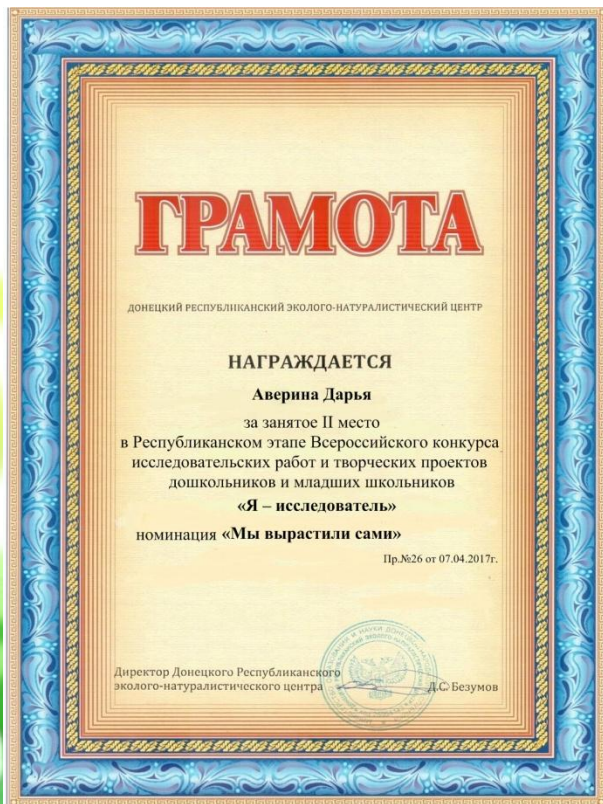 ГРАМОТА
ДОНЕЦКИЙ РЕСПУБЛИКАНСКИЙ ЭКОЛОГО-НАТУРАЛИСТИЧЕСКИЙ ЦЕНТР
НАГРАЖДАЕТСЯ
Аверина Дарья
за занятое II место
в Республиканском этапе Всероссийского конкурса
исследовательских работ и творческих проектов
дошкольников и младших школьников
«Я – исследователь»
номинация «Мы вырастили сами»
Пр.№26 от 07.04.2017г.
Директор Донецкого Республиканского
эколого-натуралистического центра Д.С. Безумов